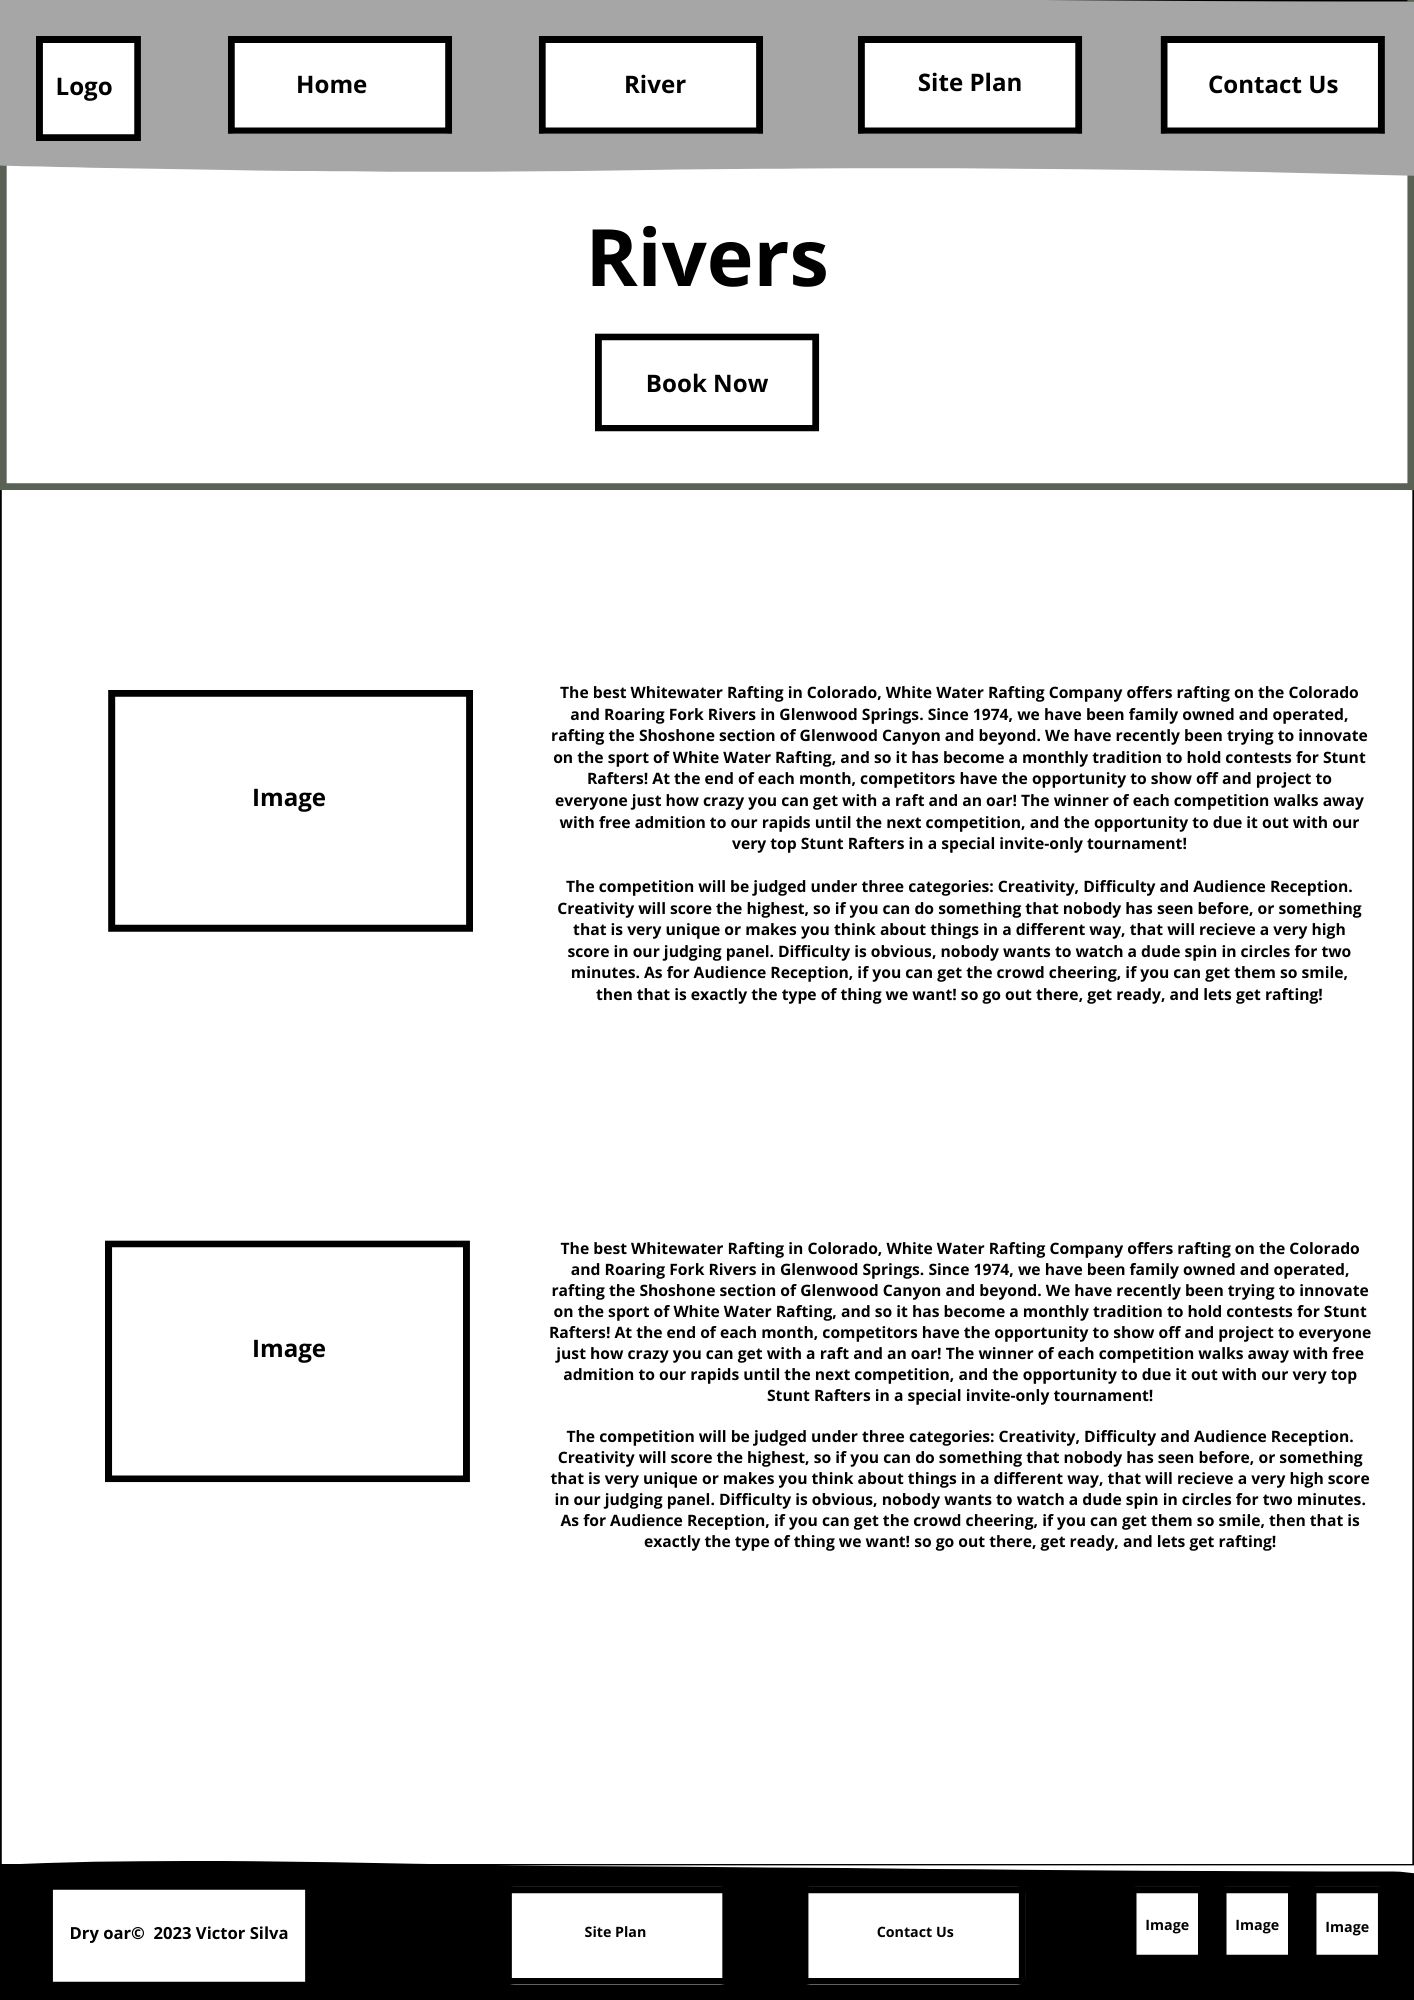 Logo
Home
River
Site Plan
Contact Us
Rivers
Book Now
Image
The best Whitewater Rafting in Colorado, White Water Rafting Company offers rafting on the Colorado
and Roaring Fork Rivers in Glenwood Springs. Since 1974, we have been family owned and operated,
rafting the Shoshone section of Glenwood Canyon and beyond. We have recently been trying to innovate
on the sport of White Water Rafting, and so it has become a monthly tradition to hold contests for Stunt
Rafters! At the end of each month, competitors have the opportunity to show off and project to
everyone just how crazy you can get with a raft and an oar! The winner of each competition walks away
with free admition to our rapids until the next competition, and the opportunity to due it out with our
very top Stunt Rafters in a special invite-only tournament!
The competition will be judged under three categories: Creativity, Difficulty and Audience Reception.
Creativity will score the highest, so if you can do something that nobody has seen before, or something
that is very unique or makes you think about things in a different way, that will recieve a very high
score in our judging panel. Difficulty is obvious, nobody wants to watch a dude spin in circles for two
minutes. As for Audience Reception, if you can get the crowd cheering, if you can get them so smile,
then that is exactly the type of thing we want! so go out there, get ready, and lets get rafting!
Image
The best Whitewater Rafting in Colorado, White Water Rafting Company offers rafting on the Colorado
and Roaring Fork Rivers in Glenwood Springs. Since 1974, we have been family owned and operated,
rafting the Shoshone section of Glenwood Canyon and beyond. We have recently been trying to innovate
on the sport of White Water Rafting, and so it has become a monthly tradition to hold contests for Stunt
Rafters! At the end of each month, competitors have the opportunity to show off and project to everyone
just how crazy you can get with a raft and an oar! The winner of each competition walks away with free
admition to our rapids until the next competition, and the opportunity to due it out with our very top
Stunt Rafters in a special invite-only tournament!
The competition will be judged under three categories: Creativity, Difficulty and Audience Reception.
Creativity will score the highest, so if you can do something that nobody has seen before, or something
that is very unique or makes you think about things in a different way, that will recieve a very high score
in our judging panel. Difficulty is obvious, nobody wants to watch a dude spin in circles for two minutes.
As for Audience Reception, if you can get the crowd cheering, if you can get them so smile, then that is
exactly the type of thing we want! so go out there, get ready, and lets get rafting!
Dry oar©  2023 Victor Silva
Site Plan
Contact Us
Image
Image
Image